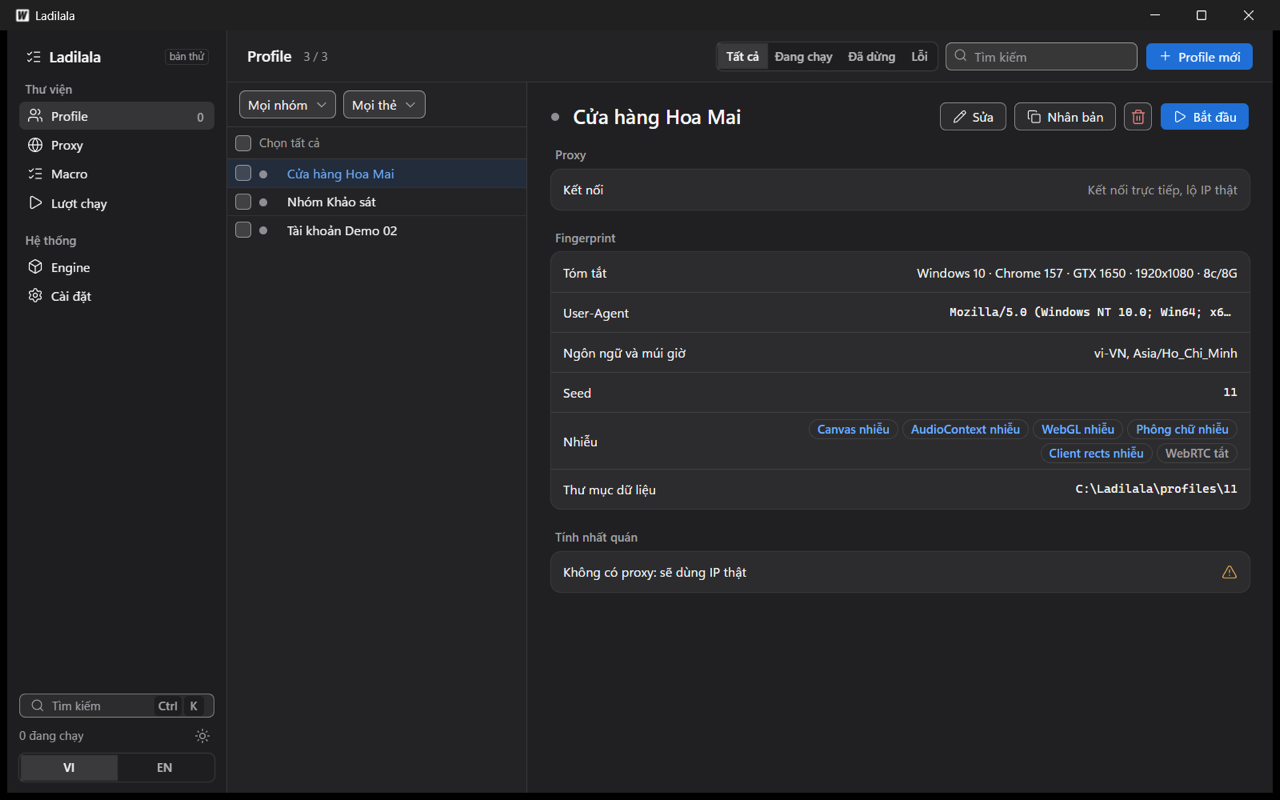 Ladilala
Ladilala
bản thử
Thư viện
Profile 0
Proxy
Macro
Lượt chạy
Hệ thống
Engine
Cài đặt
Tìm kiếm Ctrl K
0 đang chạy
VI EN
Profile 3 / 3
Tất cả Đang chạy Đã dừng Lỗi
Tìm kiếm
Profile mới
Mọi nhóm Mọi thẻ
Chọn tất cả
Cửa hàng Hoa Mai
Nhóm Khảo sát
Tài khoản Demo 02
Cửa hàng Hoa Mai
Sửa Nhân bản Bắt đầu
Proxy
Kết nối Kết nối trực tiếp, lộ IP thật
Fingerprint
Tóm tắt Windows 10 · Chrome 157 · GTX 1650 · 1920x1080 · 8c/8G
User-Agent Mozilla/5.0 (Windows NT 10.0; Win64; x6…
Ngôn ngữ và múi giờ vi-VN, Asia/Ho_Chi_Minh
Seed 11
Nhiễu Canvas nhiễu AudioContext nhiễu WebGL nhiễu Phông chữ nhiễu
Client rects nhiễu WebRTC tắt
Thư mục dữ liệu C:\Ladilala\profiles\11
Tính nhất quán
Không có proxy: sẽ dùng IP thật